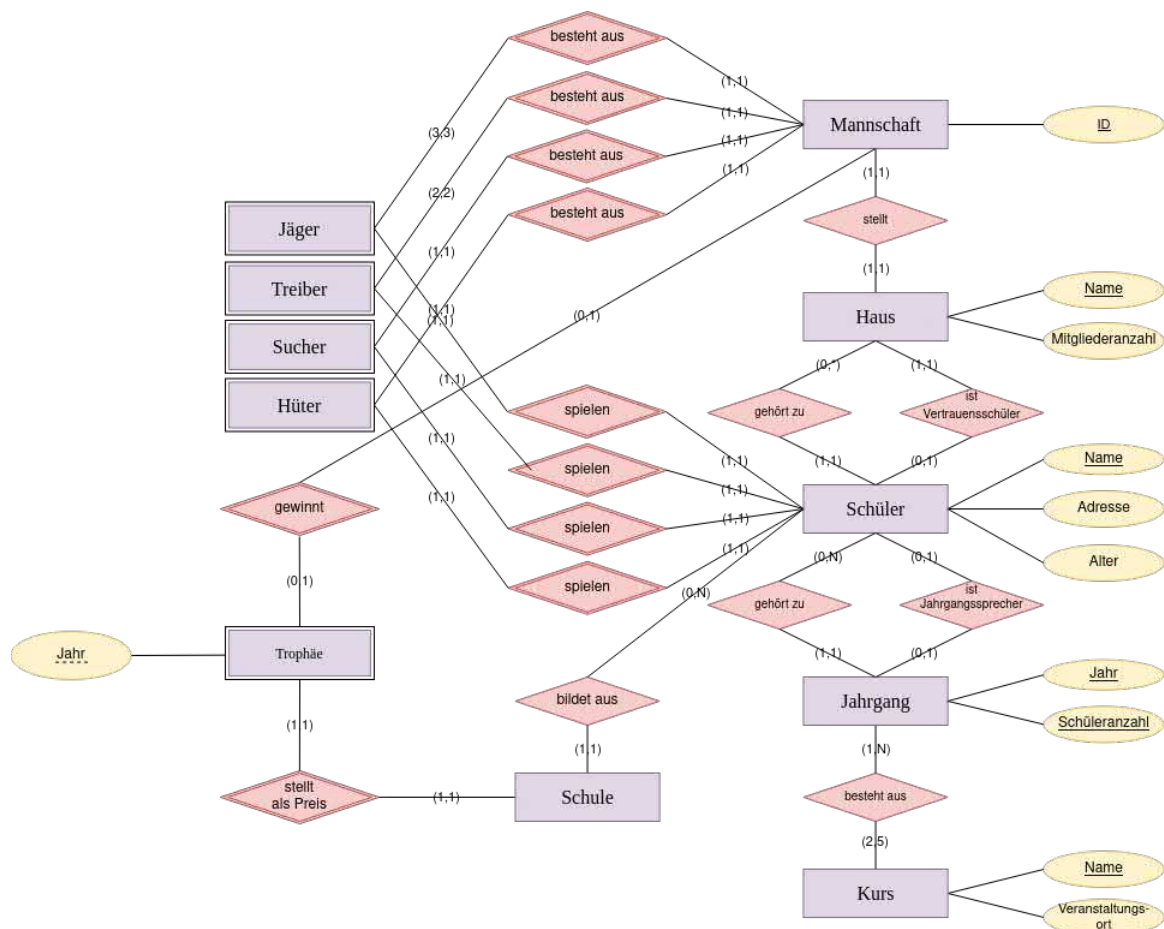 besteht aus
besteht aus
besteht aus
besteht aus
(1,1)
(1,1)
(1,1)
(1,1)
Mannschaft
ID
(3,3)
(2,2)
(1,1)
(1,1)
(1,1)
(1,1)
stellt
(1,1)
Jäger
Treiber
Sucher
Hüter
(0,1)
(1,1)
(1,1)
(1,1)
Haus
Name
Mitgliederanzahl
(0,*)
(1,1)
gehört zu
ist
Vertrauensschüler
(1,1)
(0,1)
spielen
spielen
spielen
spielen
(1,1)
(1,1)
(1,1)
(1,1)
Schüler
Name
Adresse
Alter
gewinnt
(0,1)
(0,N)
(0,N)
(0,1)
gehört zu
ist
Jahrgangssprecher
(1,1)
(0,1)
Jahr
Trophäe
(1,1)
bildet aus
(1,1)
Jahrgang
Jahr
Schüleranzahl
(1,N)
stellt
als Preis
(1,1)
Schule
besteht aus
(2,5)
Kurs
Name
Veranstaltungs-
ort